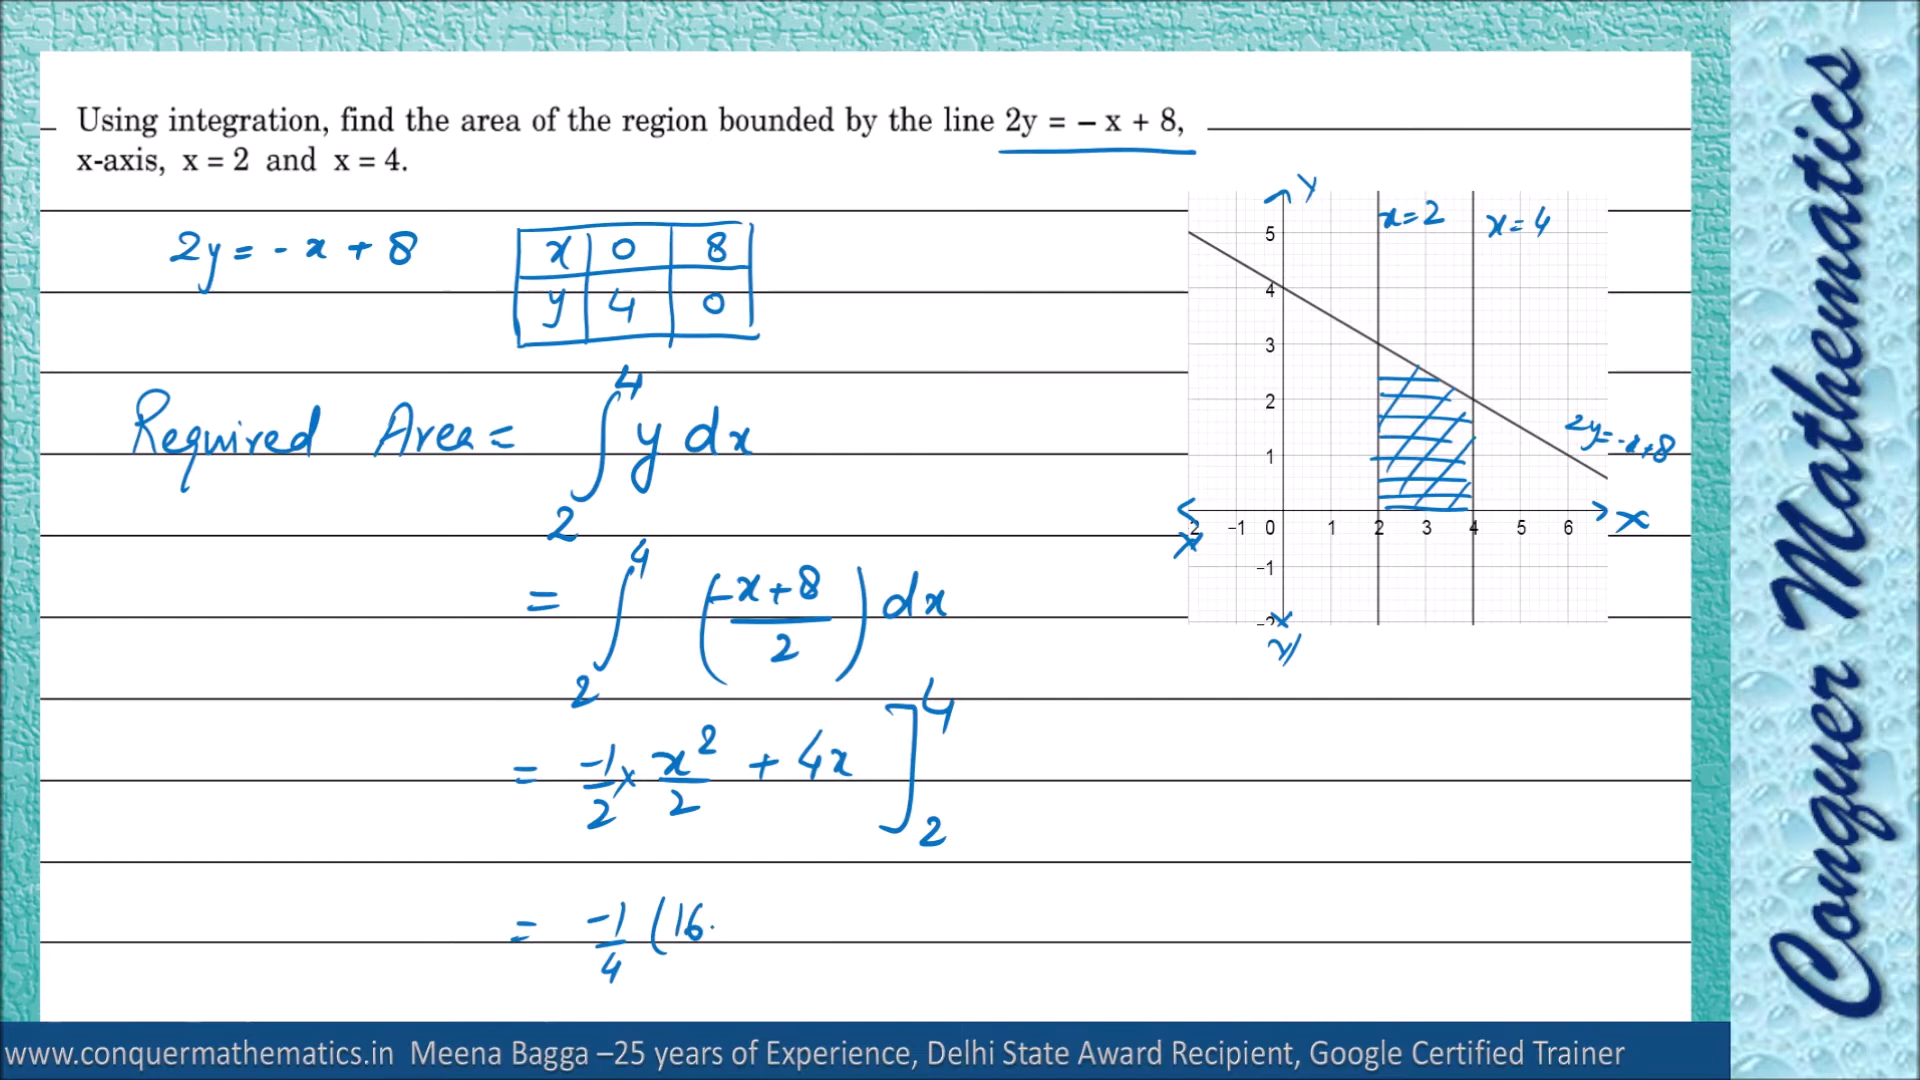 Using integration, find the area of the region bounded by the line 2y = – x + 8,
x-axis, x = 2 and x = 4.
2y = - x + 8
x 0 8
y 4 0
Required Area = ∫₂⁴ y dx
= ∫₂⁴ (-x+8/2) dx
= -1/2 × x²/2 + 4x ]₂⁴
= -1/4 (16.
Y
x=2
x=4
5
4
3
2
1
2y=-x+8
-2 -1 0 1 2 3 4 5 6
X
X'
-1
-2
Y'
Conquer Mathematics
www.conquermathematics.in Meena Bagga –25 years of Experience, Delhi State Award Recipient, Google Certified Trainer